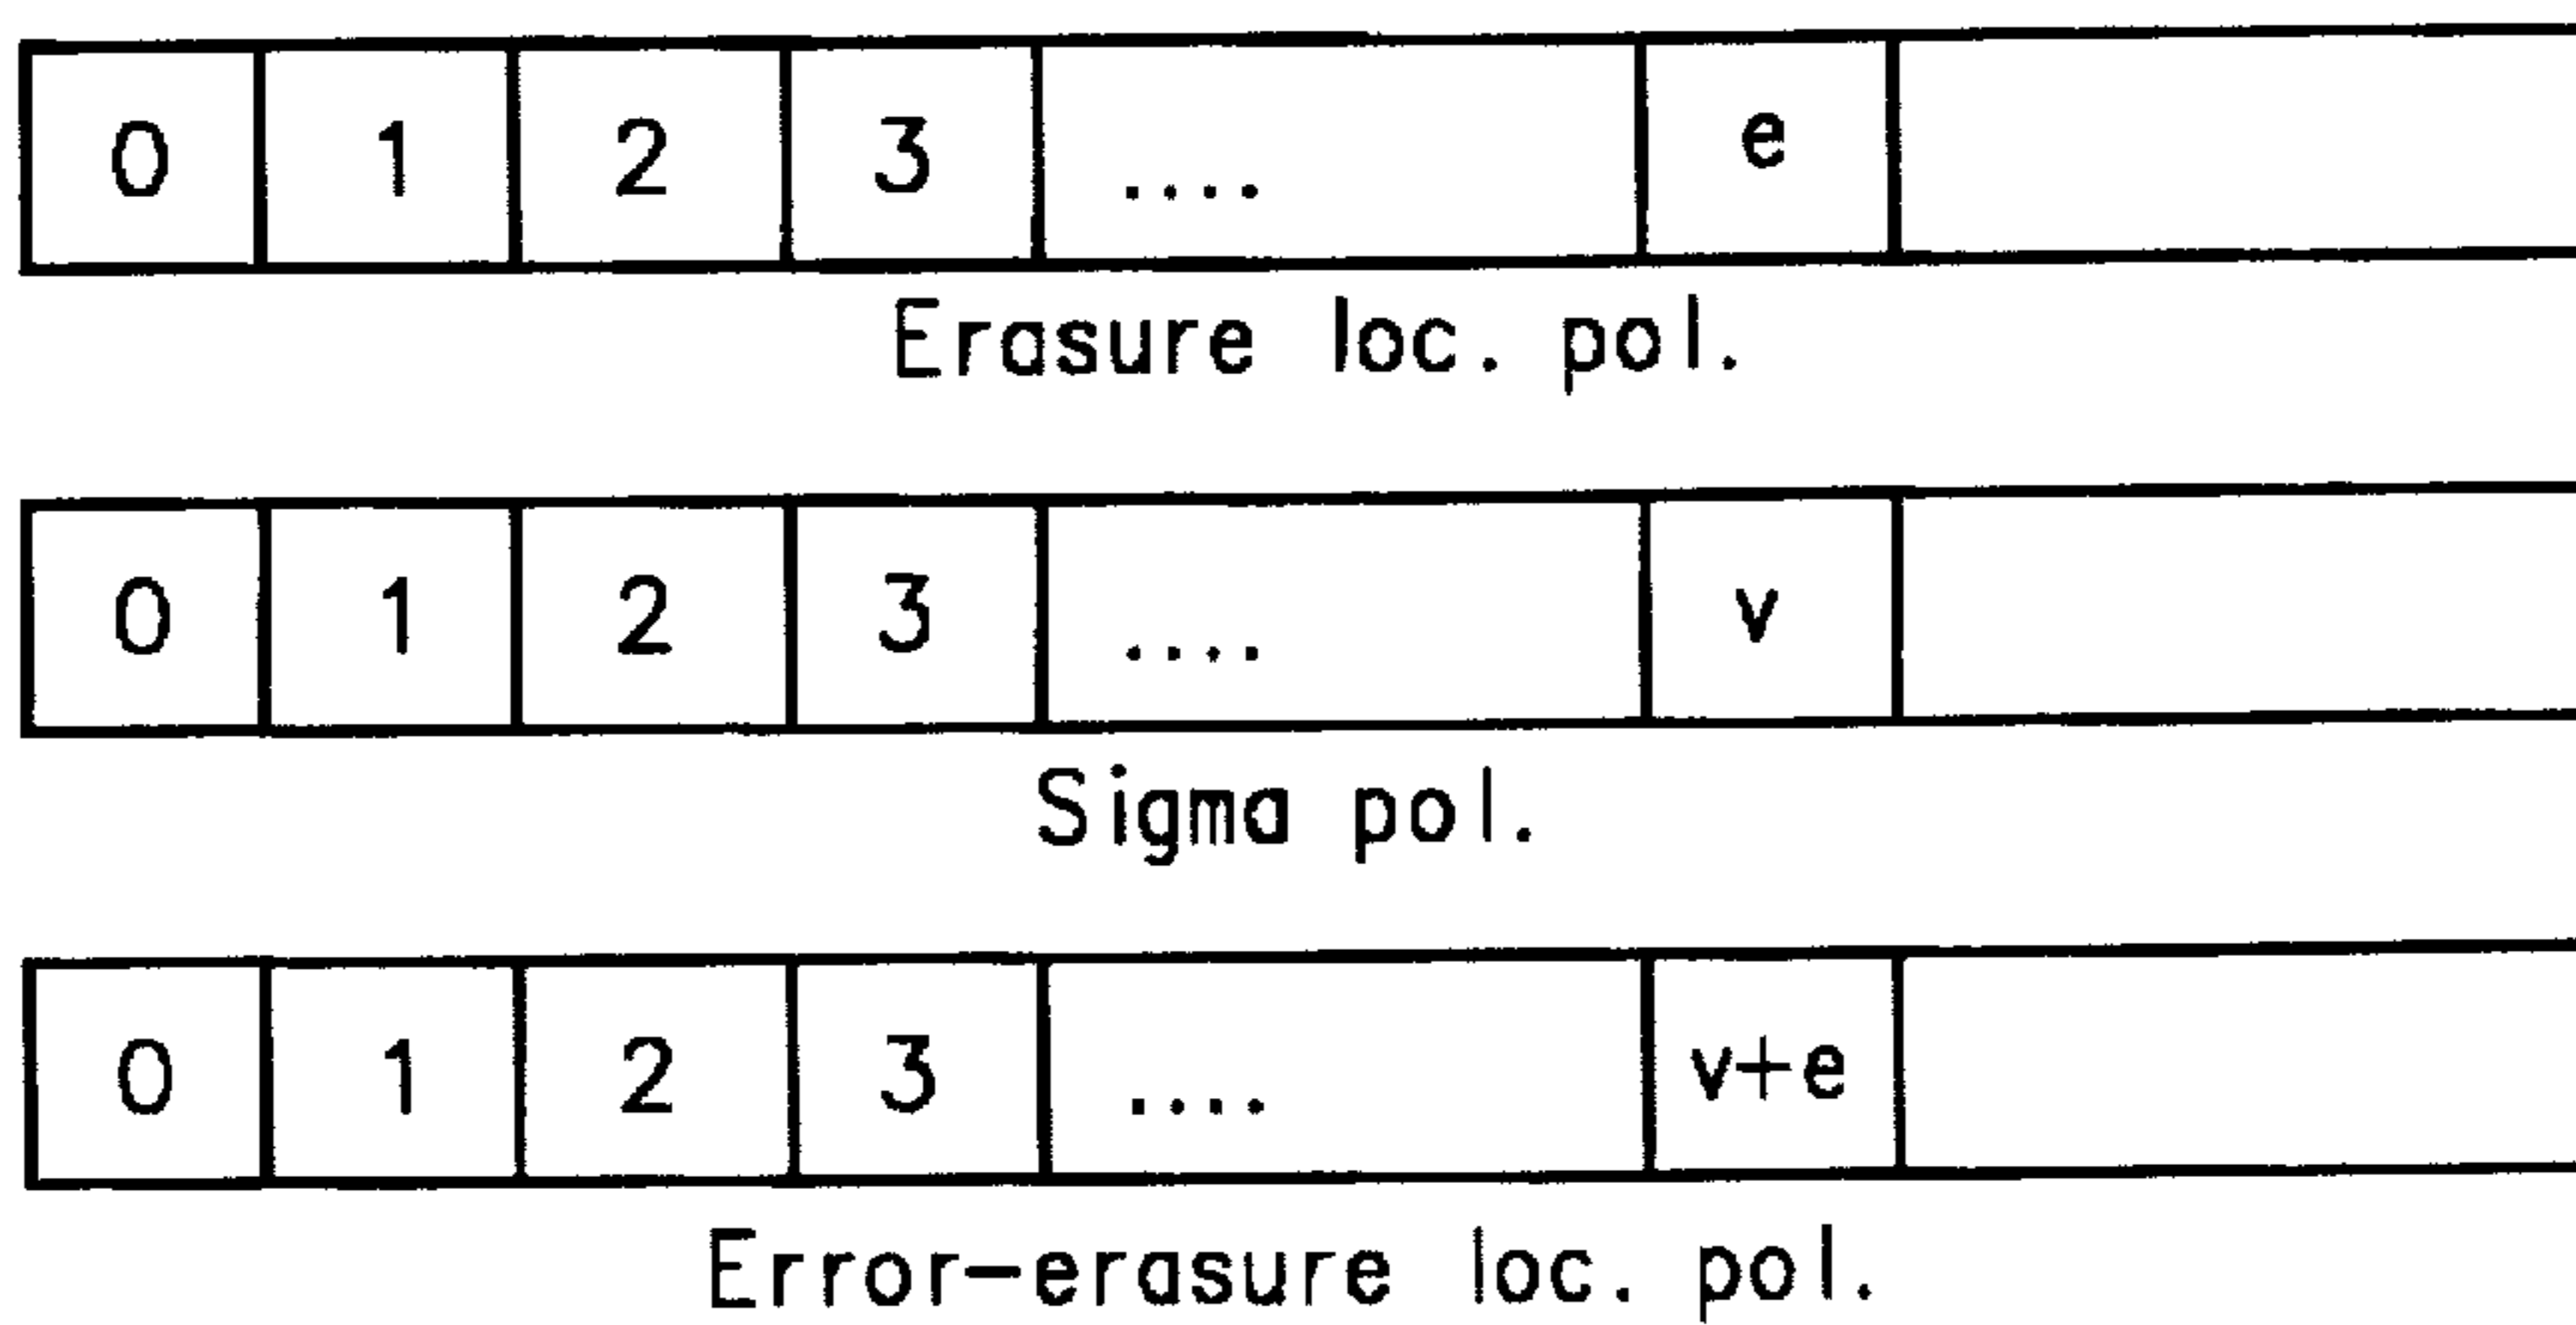 0 1 2 3 .... e
Erasure loc. pol.
0 1 2 3 .... v
Sigma pol.
0 1 2 3 .... v+e
Error-erasure loc. pol.